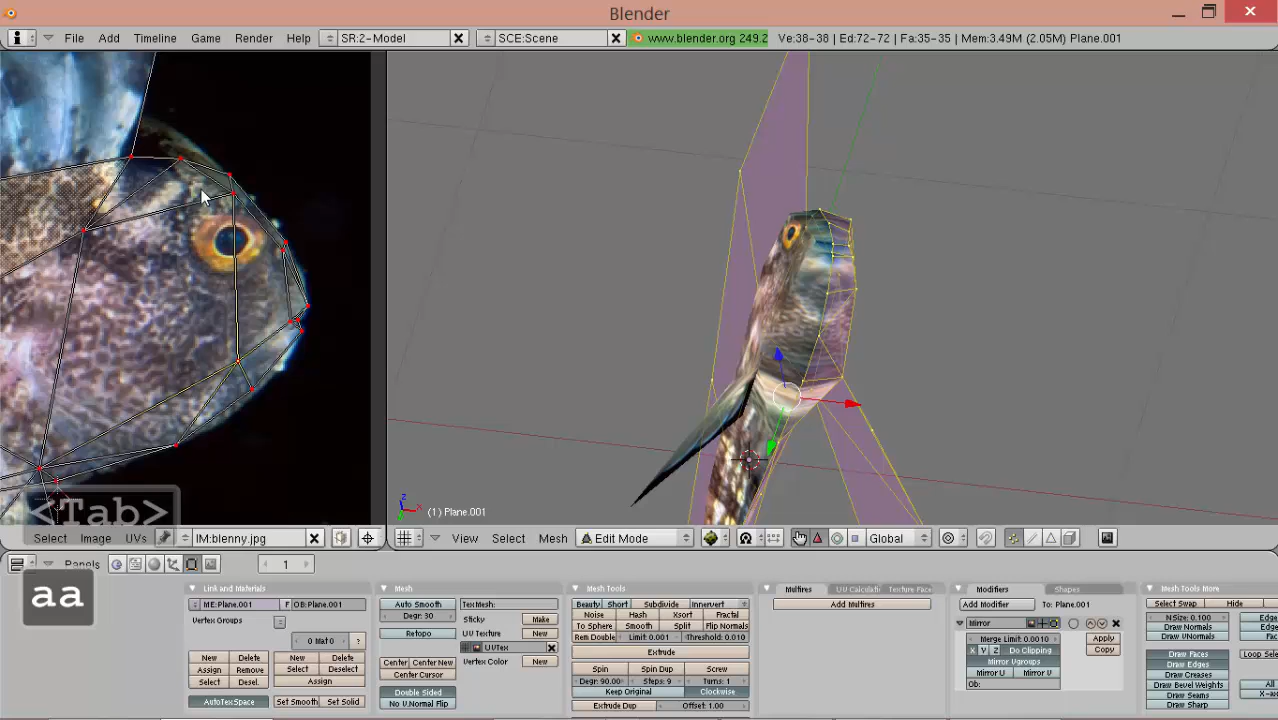 Blender
File Add Timeline Game Render Help SR:2-Model SCE:Scene www.blender.org 249.2 Ve:38-38 | Ed:72-72 | Fa:35-35 | Mem:3.49M (2.05M) Plane.001
(1) Plane.001
<Tab>
Select Image UVs IM:blenny.jpg View Select Mesh Edit Mode Global
Panels 1
aa
Link and Materials
ME:Plane.001 F OB:Plane.001
Vertex Groups
0 Mat 0 ?
New Delete New Delete
Assign Remove Select Deselect
Select Desel. Assign
AutoTexSpace Set Smooth Set Solid
Mesh
Auto Smooth
Degr: 30
Retopo
Center Center New
Center Cursor
Double Sided
No V.Normal Flip
TexMesh:
Sticky Make
UV Texture New
UVTex
Vertex Color New
Mesh Tools
Beauty Short Subdivide Innervert
Noise Hash Xsort Fractal
To Sphere Smooth Split Flip Normals
Rem Double Limit: 0.001 Threshold: 0.010
Extrude
Spin Spin Dup Screw
Degr: 90.00 Steps: 9 Turns: 1
Keep Original Clockwise
Extrude Dup Offset: 1.00
Multires UV Calculatio Texture Face
Add Multires
Modifiers Shapes
Add Modifier To: Plane.001
Mirror
Merge Limit: 0.0010 Apply
X Y Z Do Clipping Copy
Mirror Vgroups
Mirror U Mirror V
Ob:
Mesh Tools More
Select Swap Hide
NSize: 0.100
Draw Normals
Draw VNormals
Draw Faces
Draw Edges
Draw Creases
Draw Bevel Weights
Draw Seams
Draw Sharp